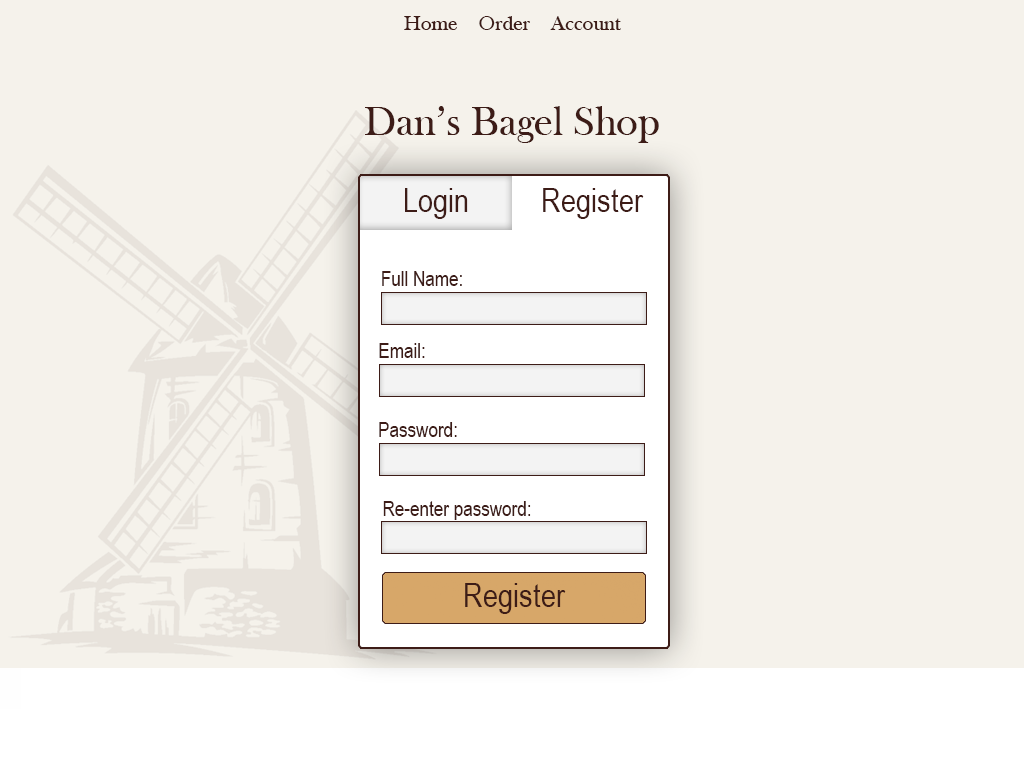 Home Order Account
Dan’s Bagel Shop
Login Register
Full Name:
Email:
Password:
Re-enter password:
Register